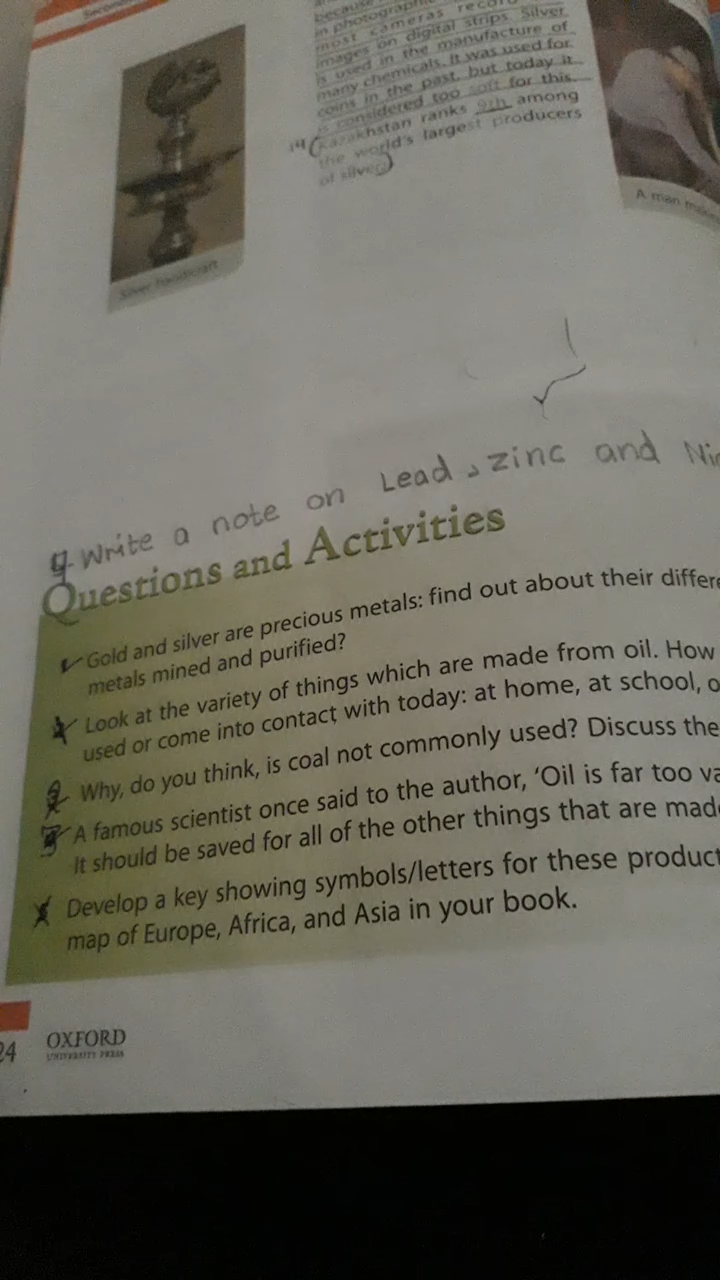 because
in photographic
most cameras record
images on digital strips. Silver
is used in the manufacture of
many chemicals. It was used for
coins in the past, but today it
is considered too soft for this.
Kazakhstan ranks 9th among
the world's largest producers
of silver.
Silver handicraft
A man
Write a note on Lead, zinc and
Questions and Activities
Gold and silver are precious metals: find out about their
metals mined and purified?
Look at the variety of things which are made from oil. How
used or come into contact with today: at home, at school,
Why, do you think, is coal not commonly used? Discuss the
A famous scientist once said to the author, 'Oil is far too
It should be saved for all of the other things that are
Develop a key showing symbols/letters for these
map of Europe, Africa, and Asia in your book.
24 OXFORD
UNIVERSITY PRESS